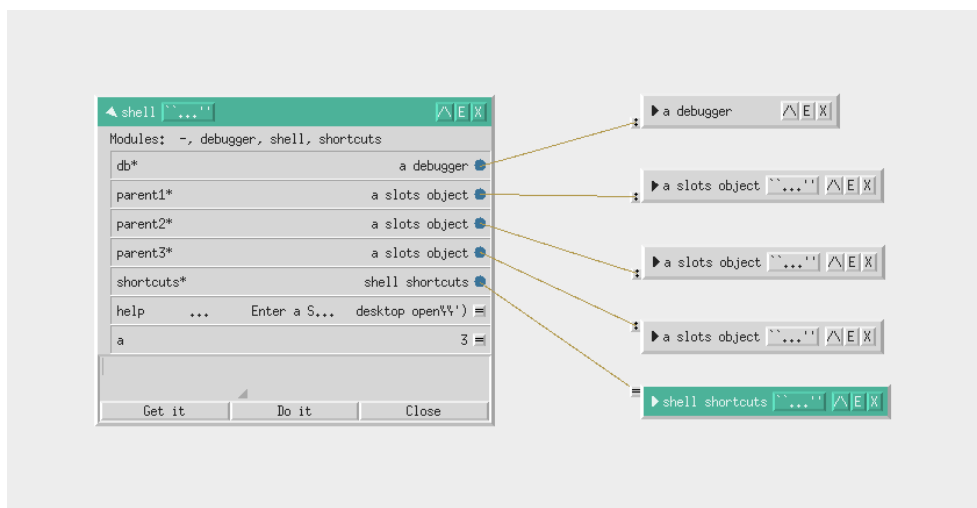 shell ``...'' /\ E X
Modules: -, debugger, shell, shortcuts
db* a debugger
parent1* a slots object
parent2* a slots object
parent3* a slots object
shortcuts* shell shortcuts
help ... Enter a S... desktop open\'\') =
a 3 =
Get it Do it Close
a debugger /\ E X
a slots object ``...'' /\ E X
a slots object ``...'' /\ E X
a slots object ``...'' /\ E X
shell shortcuts ``...'' /\ E X